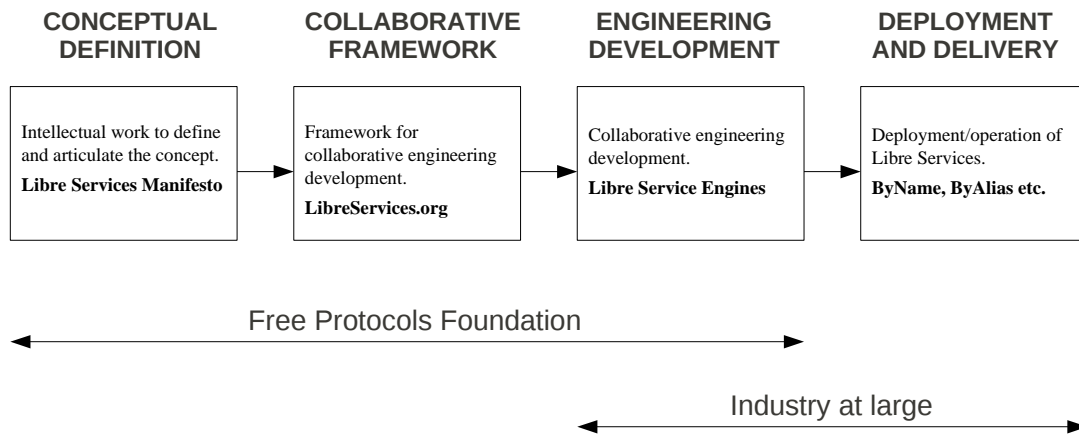 CONCEPTUAL
DEFINITION
COLLABORATIVE
FRAMEWORK
ENGINEERING
DEVELOPMENT
DEPLOYMENT
AND DELIVERY
Intellectual work to define
and articulate the concept.
Libre Services Manifesto
Framework for
collaborative engineering
development.
LibreServices.org
Collaborative engineering
development.
Libre Service Engines
Deployment/operation of
Libre Services.
ByName, ByAlias etc.
Free Protocols Foundation
Industry at large